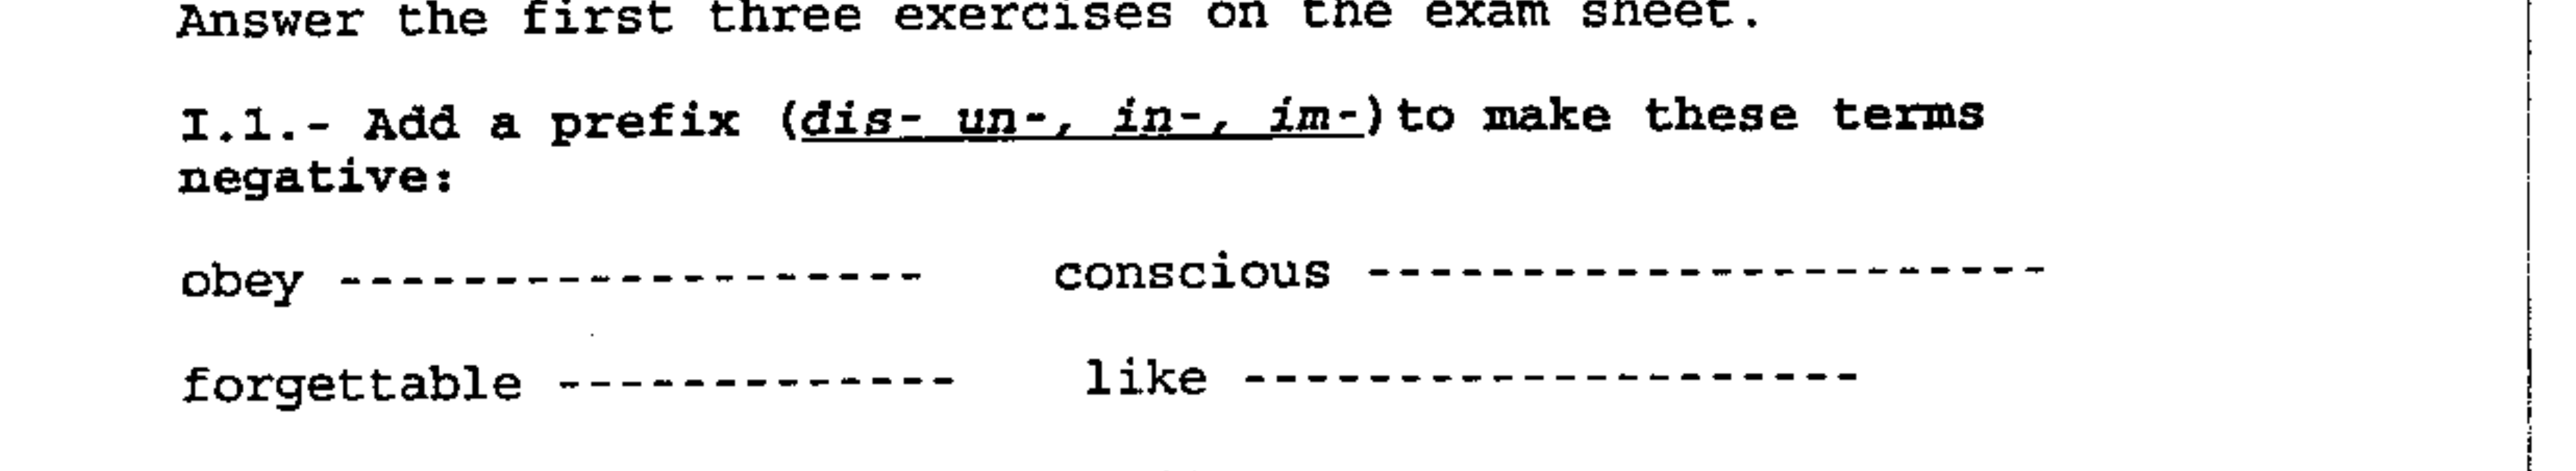 Answer the first three exercises on the exam sheet.
I.1.- Add a prefix (dis- un-, in-, im-)to make these terms
negative:
obey ------------------- conscious ----------------------
forgettable ------------- like --------------------